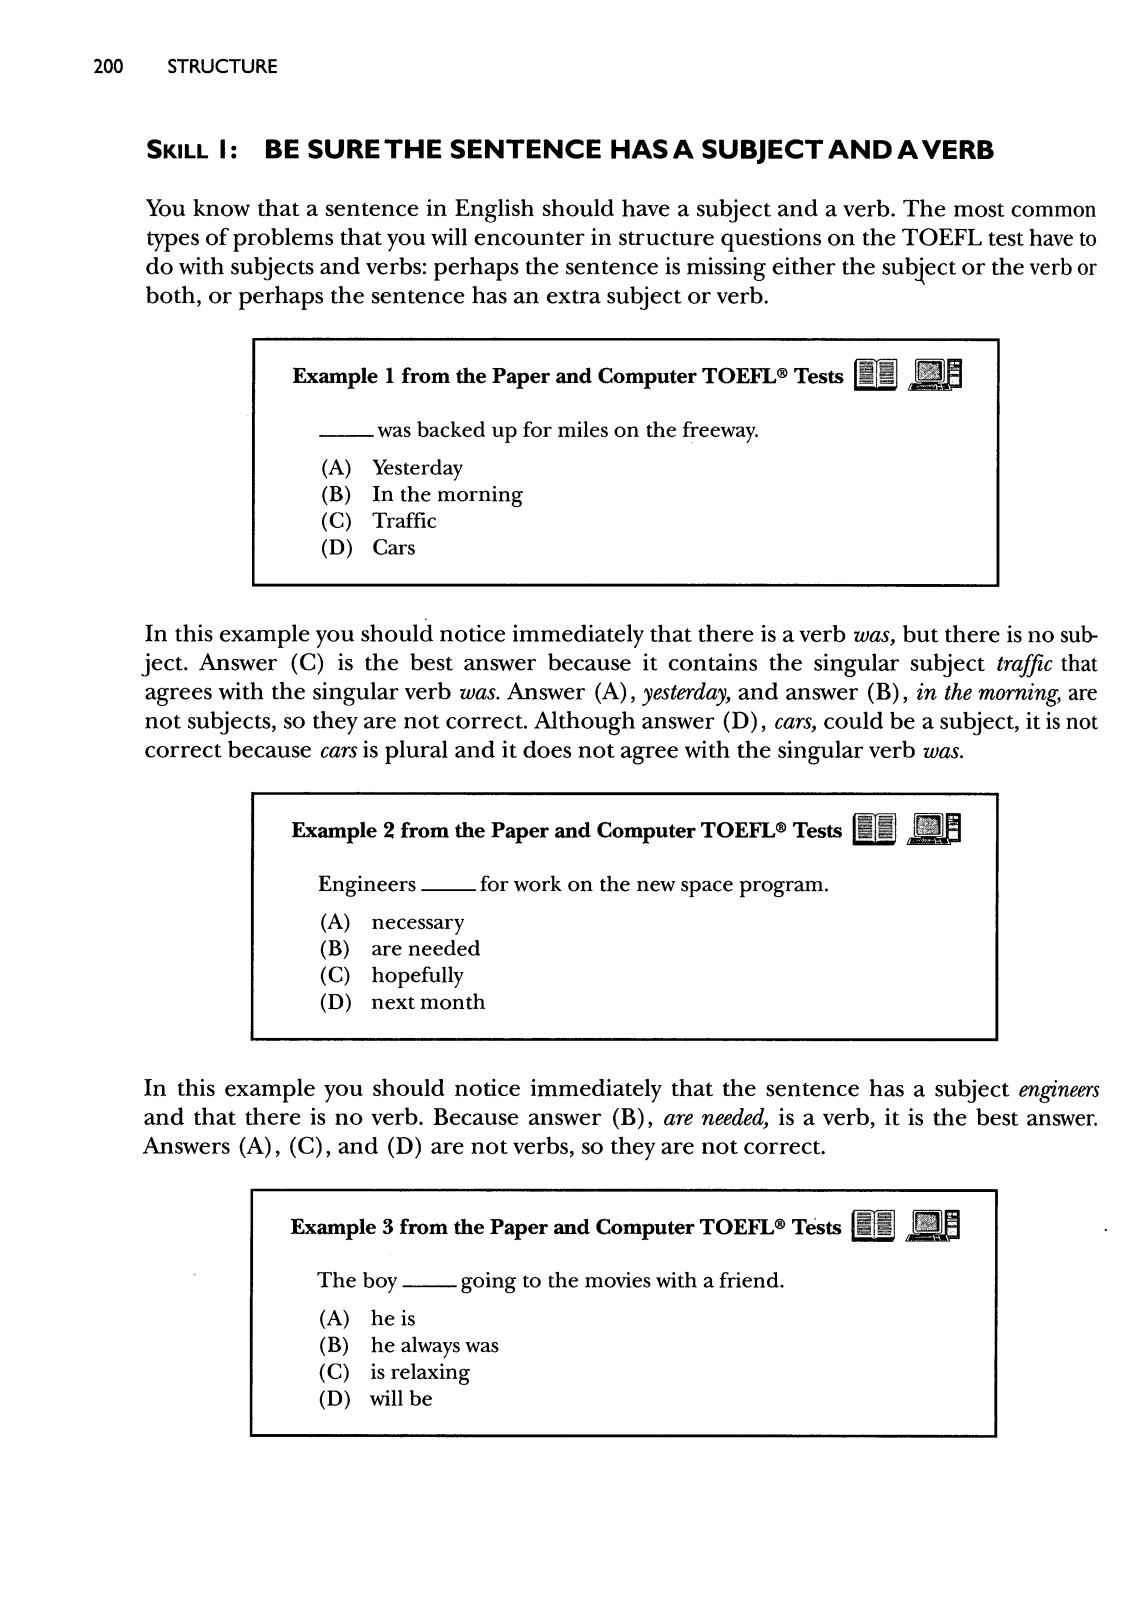 200 STRUCTURE
SKILL 1: BE SURE THE SENTENCE HAS A SUBJECT AND A VERB
You know that a sentence in English should have a subject and a verb. The most common
types of problems that you will encounter in structure questions on the TOEFL test have to
do with subjects and verbs: perhaps the sentence is missing either the subject or the verb or
both, or perhaps the sentence has an extra subject or verb.
Example 1 from the Paper and Computer TOEFL® Tests
_____ was backed up for miles on the freeway.
(A) Yesterday
(B) In the morning
(C) Traffic
(D) Cars
In this example you should notice immediately that there is a verb was, but there is no sub-
ject. Answer (C) is the best answer because it contains the singular subject traffic that
agrees with the singular verb was. Answer (A), yesterday, and answer (B), in the morning, are
not subjects, so they are not correct. Although answer (D), cars, could be a subject, it is not
correct because cars is plural and it does not agree with the singular verb was.
Example 2 from the Paper and Computer TOEFL® Tests
Engineers _____ for work on the new space program.
(A) necessary
(B) are needed
(C) hopefully
(D) next month
In this example you should notice immediately that the sentence has a subject engineers
and that there is no verb. Because answer (B), are needed, is a verb, it is the best answer.
Answers (A), (C), and (D) are not verbs, so they are not correct.
Example 3 from the Paper and Computer TOEFL® Tests
The boy _____ going to the movies with a friend.
(A) he is
(B) he always was
(C) is relaxing
(D) will be